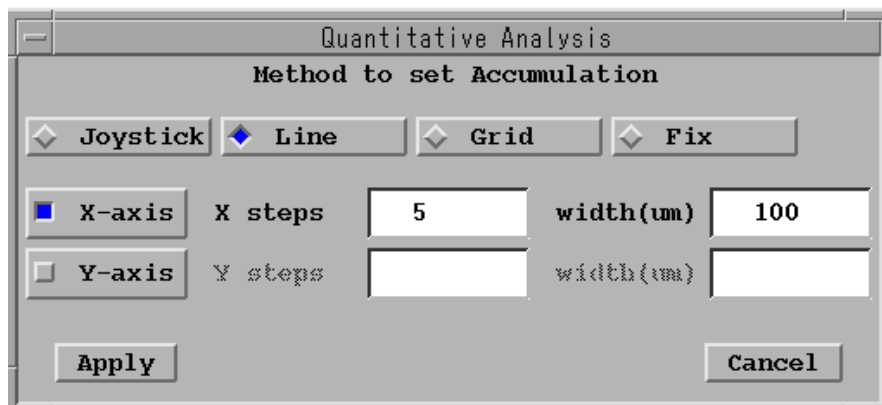 Quantitative Analysis
Method to set Accumulation
Joystick Line Grid Fix
X-axis X steps 5 width(um) 100
Y-axis Y steps width(um)
Apply Cancel